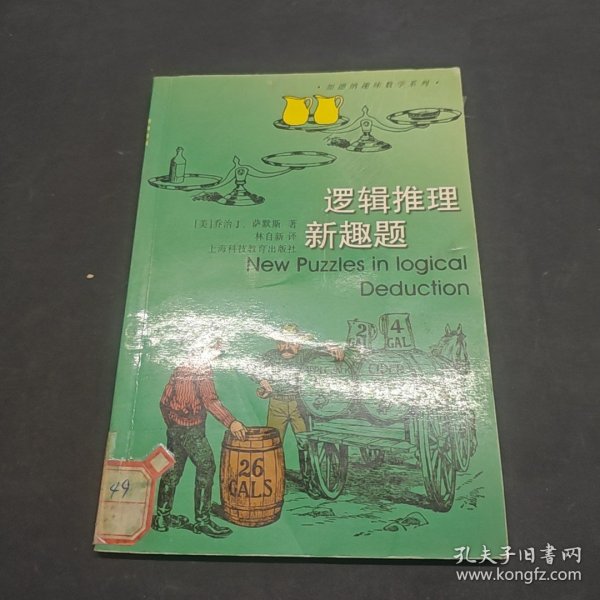 ·加德纳趣味数学系列·
逻辑推理
新趣题
[美]乔治 J. 萨默斯 著
林自新 译
上海科技教育出版社
New Puzzles in logical
Deduction
2
GAL
4
GAL
APPLE
CIDER
26
GALS
49
孔夫子旧书网
www.kongfz.com